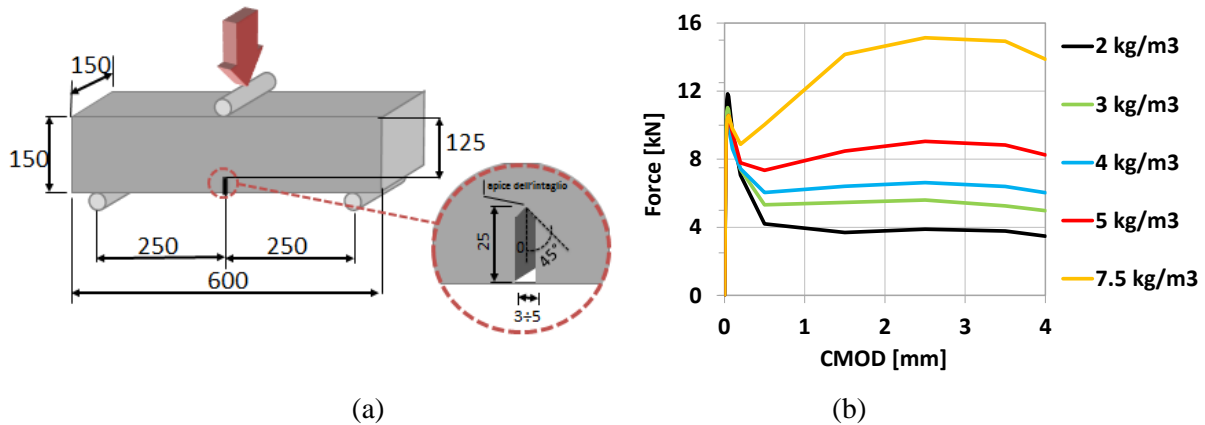 150
150
125
250
250
600
apice dell'intaglio
25
0
45°
3÷5
(a)
Force [kN]
16
12
8
4
0
0 1 2 3 4
CMOD [mm]
2 kg/m3
3 kg/m3
4 kg/m3
5 kg/m3
7.5 kg/m3
(b)